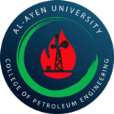 AL-AYEN UNIVERSITY
COLLEGE OF PETROLEUM ENGINEERING